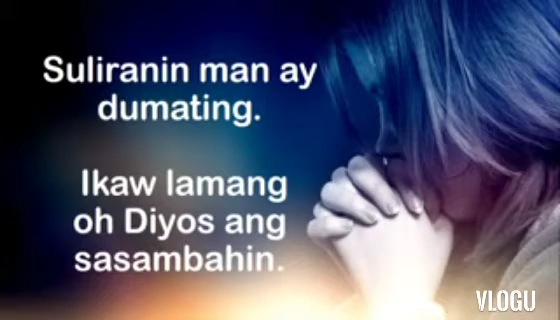 Suliranin man ay
dumating.
Ikaw lamang
oh Diyos ang
sasambahin.
VLOGU